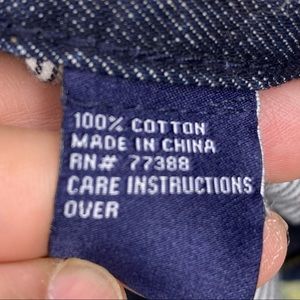 100% COTTON
MADE IN CHINA
RN# 77388
CARE INSTRUCTIONS
OVER